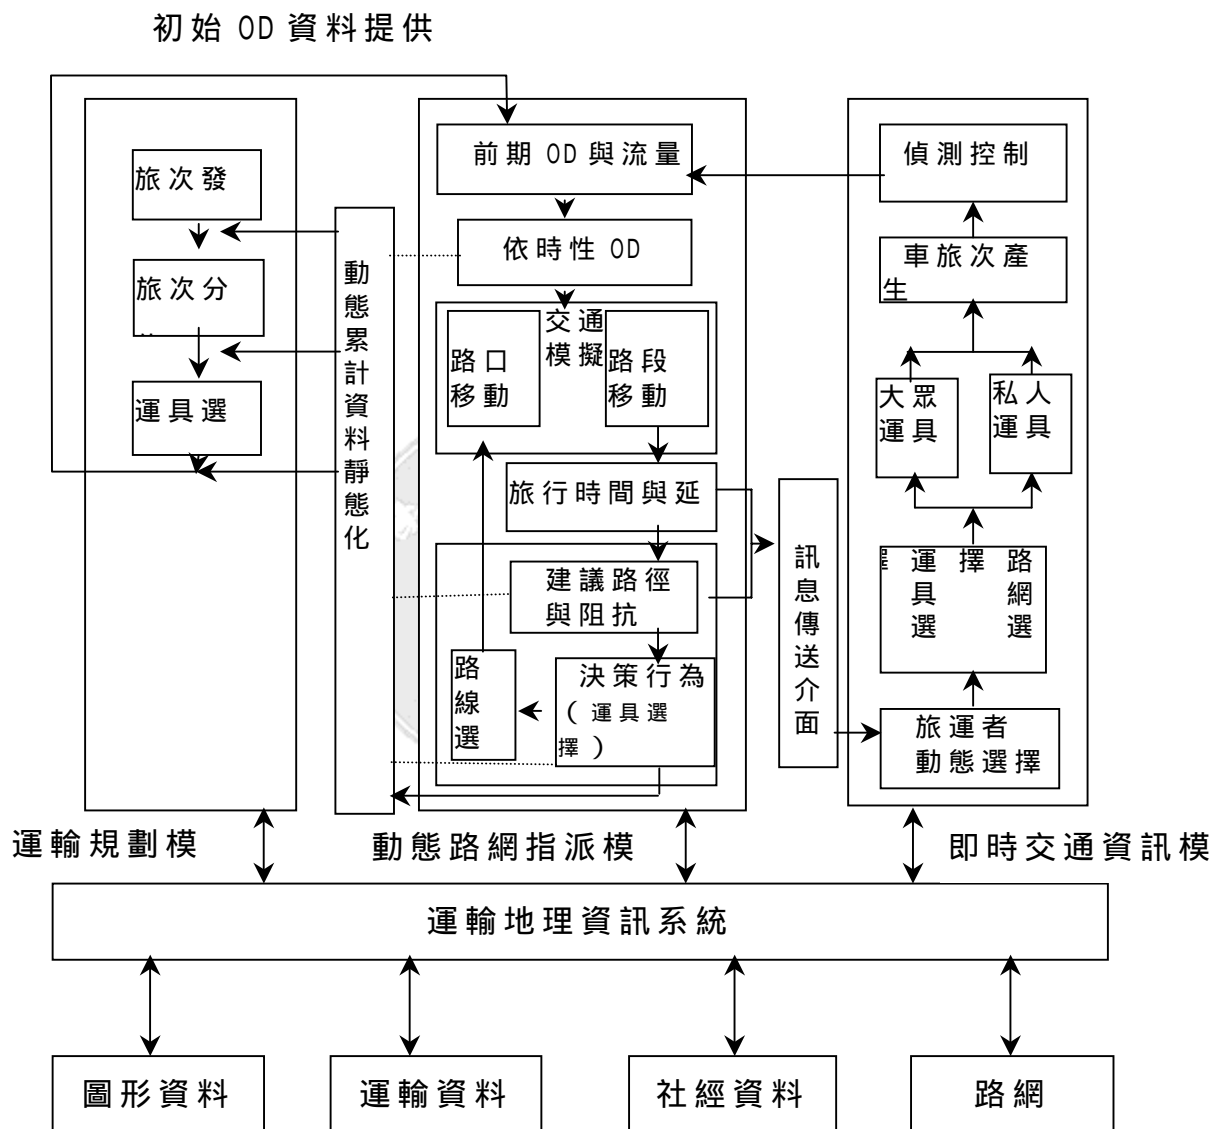 初始 OD 資料提供
旅次發
旅次分
運具選
動態累計資料靜態化
前期 OD 與流量
依時性 OD
交通
模擬
路口
移動
路段
移動
旅行時間與延
建議路徑
與阻抗
路線選
決策行為
(運具選
擇)
訊息傳送介面
偵測控制
車旅次產
生
大眾
運具
私人
運具
運具選
擇
路網選
旅運者
動態選擇
運輸規劃模
動態路網指派模
即時交通資訊模
運輸地理資訊系統
圖形資料
運輸資料
社經資料
路網